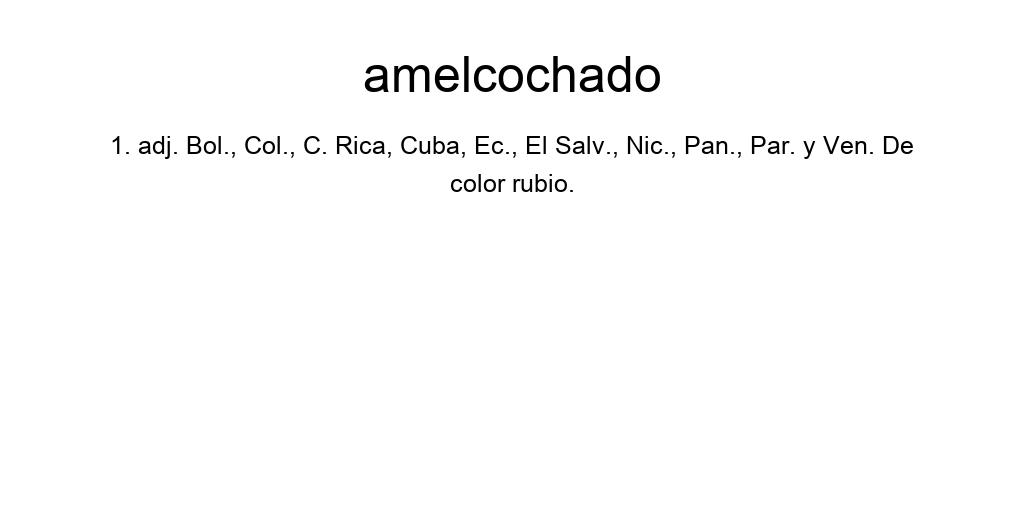 amelcochado
1. adj. Bol., Col., C. Rica, Cuba, Ec., El Salv., Nic., Pan., Par. y Ven. De
color rubio.